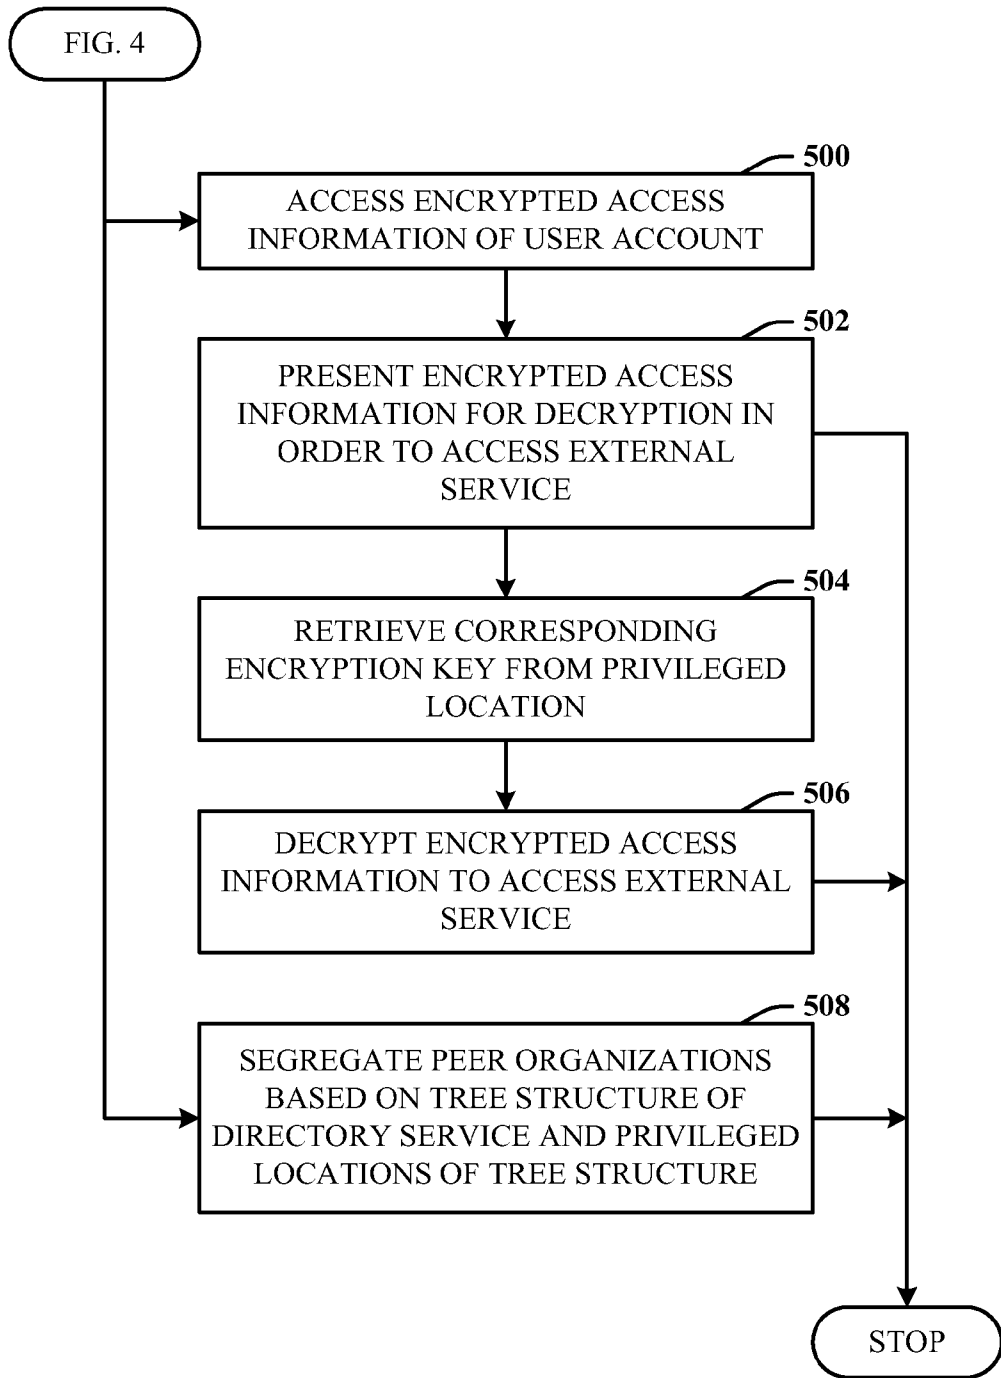 FIG. 4
500
ACCESS ENCRYPTED ACCESS
INFORMATION OF USER ACCOUNT
502
PRESENT ENCRYPTED ACCESS
INFORMATION FOR DECRYPTION IN
ORDER TO ACCESS EXTERNAL
SERVICE
504
RETRIEVE CORRESPONDING
ENCRYPTION KEY FROM PRIVILEGED
LOCATION
506
DECRYPT ENCRYPTED ACCESS
INFORMATION TO ACCESS EXTERNAL
SERVICE
508
SEGREGATE PEER ORGANIZATIONS
BASED ON TREE STRUCTURE OF
DIRECTORY SERVICE AND PRIVILEGED
LOCATIONS OF TREE STRUCTURE
STOP